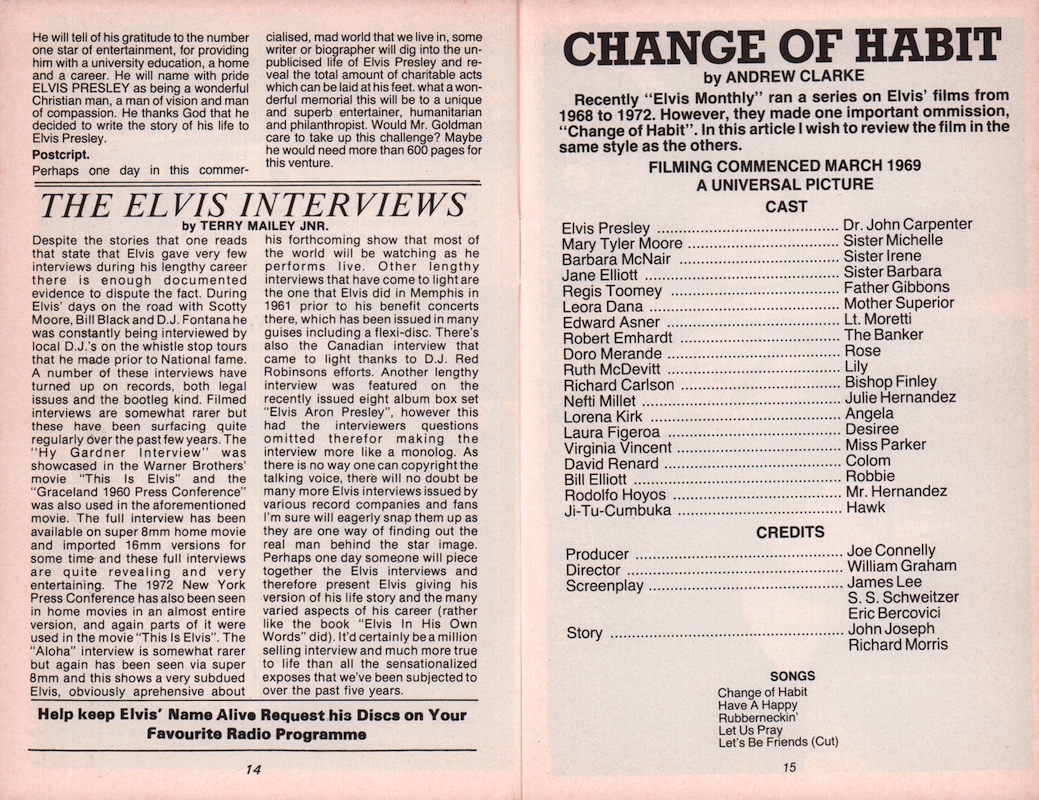 He will tell of his gratitude to the number
one star of entertainment, for providing
him with a university education, a home
and a career. He will name with pride
ELVIS PRESLEY as being a wonderful
Christian man, a man of vision and man
of compassion. He thanks God that he
decided to write the story of his life to
Elvis Presley.
Postcript.
Perhaps one day in this commer-
cialised, mad world that we live in, some
writer or biographer will dig into the un-
publicised life of Elvis Presley and re-
veal the total amount of charitable acts
which can be laid at his feet. what a won-
derful memorial this will be to a unique
and superb entertainer, humanitarian
and philanthropist. Would Mr. Goldman
care to take up this challenge? Maybe
he would need more than 600 pages for
this venture.
THE ELVIS INTERVIEWS
by TERRY MAILEY JNR.
Despite the stories that one reads
that state that Elvis gave very few
interviews during his lengthy career
there is enough documented
evidence to dispute the fact. During
Elvis' days on the road with Scotty
Moore, Bill Black and D.J. Fontana he
was constantly being interviewed by
local D.J.'s on the whistle stop tours
that he made prior to National fame.
A number of these interviews have
turned up on records, both legal
issues and the bootleg kind. Filmed
interviews are somewhat rarer but
these have been surfacing quite
regularly over the past few years. The
"Hy Gardner Interview" was
showcased in the Warner Brothers'
movie "This Is Elvis" and the
"Graceland 1960 Press Conference"
was also used in the aforementioned
movie. The full interview has been
available on super 8mm home movie
and imported 16mm versions for
some time and these full interviews
are quite revealing and very
entertaining. The 1972 New York
Press Conference has also been seen
in home movies in an almost entire
version, and again parts of it were
used in the movie "This Is Elvis". The
"Aloha" interview is somewhat rarer
but again has been seen via super
8mm and this shows a very subdued
Elvis, obviously aprehensive about
his forthcoming show that most of
the world will be watching as he
performs live. Other lengthy
interviews that have come to light are
the one that Elvis did in Memphis in
1961 prior to his benefit concerts
there, which has been issued in many
guises including a flexi-disc. There's
also the Canadian interview that
came to light thanks to D.J. Red
Robinsons efforts. Another lengthy
interview was featured on the
recently issued eight album box set
"Elvis Aron Presley", however this
had the interviewers questions
omitted therefor making the
interview more like a monolog. As
there is no way one can copyright the
talking voice, there will no doubt be
many more Elvis interviews issued by
various record companies and fans
I'm sure will eagerly snap them up as
they are one way of finding out the
real man behind the star image.
Perhaps one day someone will piece
together the Elvis interviews and
therefore present Elvis giving his
version of his life story and the many
varied aspects of his career (rather
like the book "Elvis In His Own
Words" did). It'd certainly be a million
selling interview and much more true
to life than all the sensationalized
exposes that we've been subjected to
over the past five years.
Help keep Elvis' Name Alive Request his Discs on Your
Favourite Radio Programme
14
CHANGE OF HABIT
by ANDREW CLARKE
Recently "Elvis Monthly" ran a series on Elvis' films from
1968 to 1972. However, they made one important ommission,
"Change of Habit". In this article I wish to review the film in the
same style as the others.
FILMING COMMENCED MARCH 1969
A UNIVERSAL PICTURE
CAST
Elvis Presley ........ Dr. John Carpenter
Mary Tyler Moore ........ Sister Michelle
Barbara McNair ........ Sister Irene
Jane Elliott ........ Sister Barbara
Regis Toomey ........ Father Gibbons
Leora Dana ........ Mother Superior
Edward Asner ........ Lt. Moretti
Robert Emhardt ........ The Banker
Doro Merande ........ Rose
Ruth McDevitt ........ Lily
Richard Carlson ........ Bishop Finley
Nefti Millet ........ Julie Hernandez
Lorena Kirk ........ Angela
Laura Figeroa ........ Desiree
Virginia Vincent ........ Miss Parker
David Renard ........ Colom
Bill Elliott ........ Robbie
Rodolfo Hoyos ........ Mr. Hernandez
Ji-Tu-Cumbuka ........ Hawk
CREDITS
Producer ........ Joe Connelly
Director ........ William Graham
Screenplay ........ James Lee
S. S. Schweitzer
Eric Bercovici
Story ........ John Joseph
Richard Morris
SONGS
Change of Habit
Have A Happy
Rubberneckin'
Let Us Pray
Let's Be Friends (Cut)
15